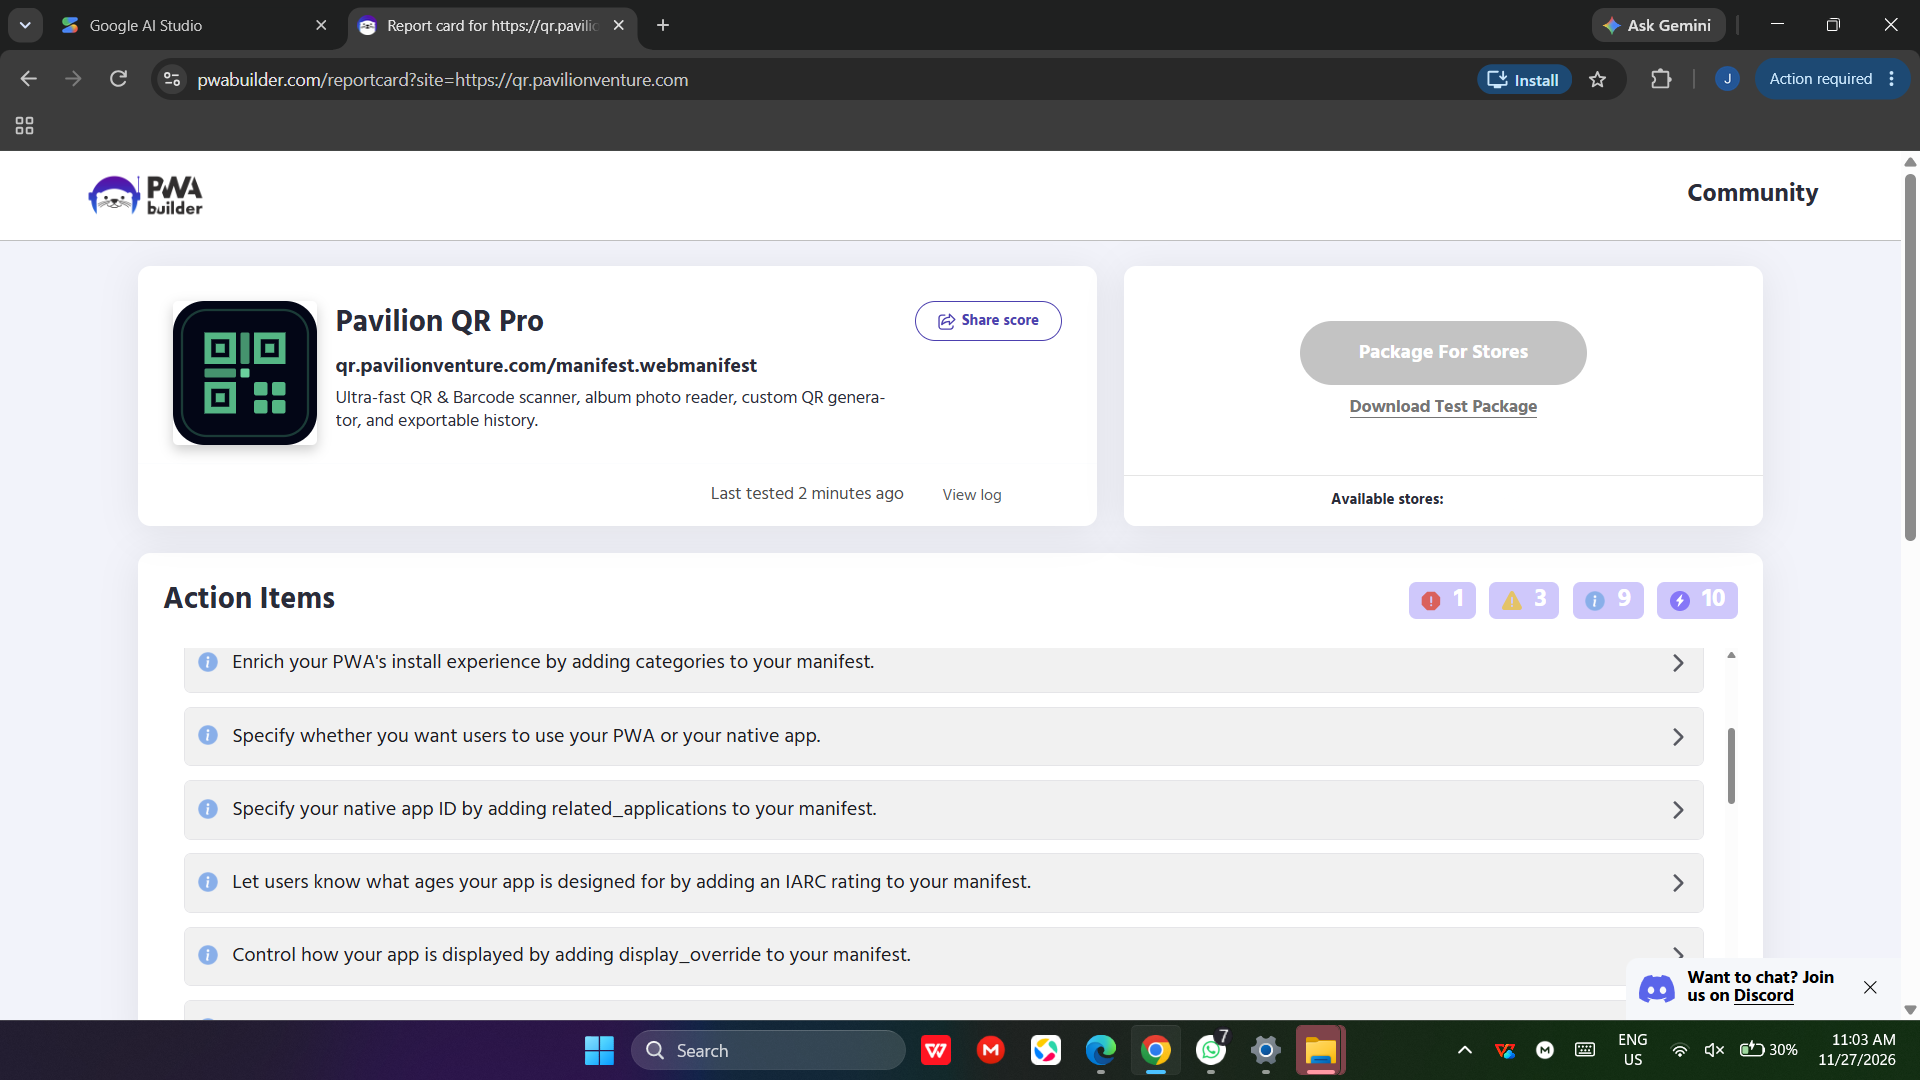 Google AI Studio
Report card for https://qr.pavilio
Ask Gemini
pwabuilder.com/reportcard?site=https://qr.pavilionventure.com
Install
J
Action required
PWA
builder
Community
Pavilion QR Pro
Share score
qr.pavilionventure.com/manifest.webmanifest
Ultra-fast QR & Barcode scanner, album photo reader, custom QR genera-
tor, and exportable history.
Last tested 2 minutes ago
View log
Package For Stores
Download Test Package
Available stores:
Action Items
1
3
9
10
Enrich your PWA's install experience by adding categories to your manifest.
Specify whether you want users to use your PWA or your native app.
Specify your native app ID by adding related_applications to your manifest.
Let users know what ages your app is designed for by adding an IARC rating to your manifest.
Control how your app is displayed by adding display_override to your manifest.
Want to chat? Join
us on Discord
Search
7
ENG
US
30%
11:03 AM
11/27/2026